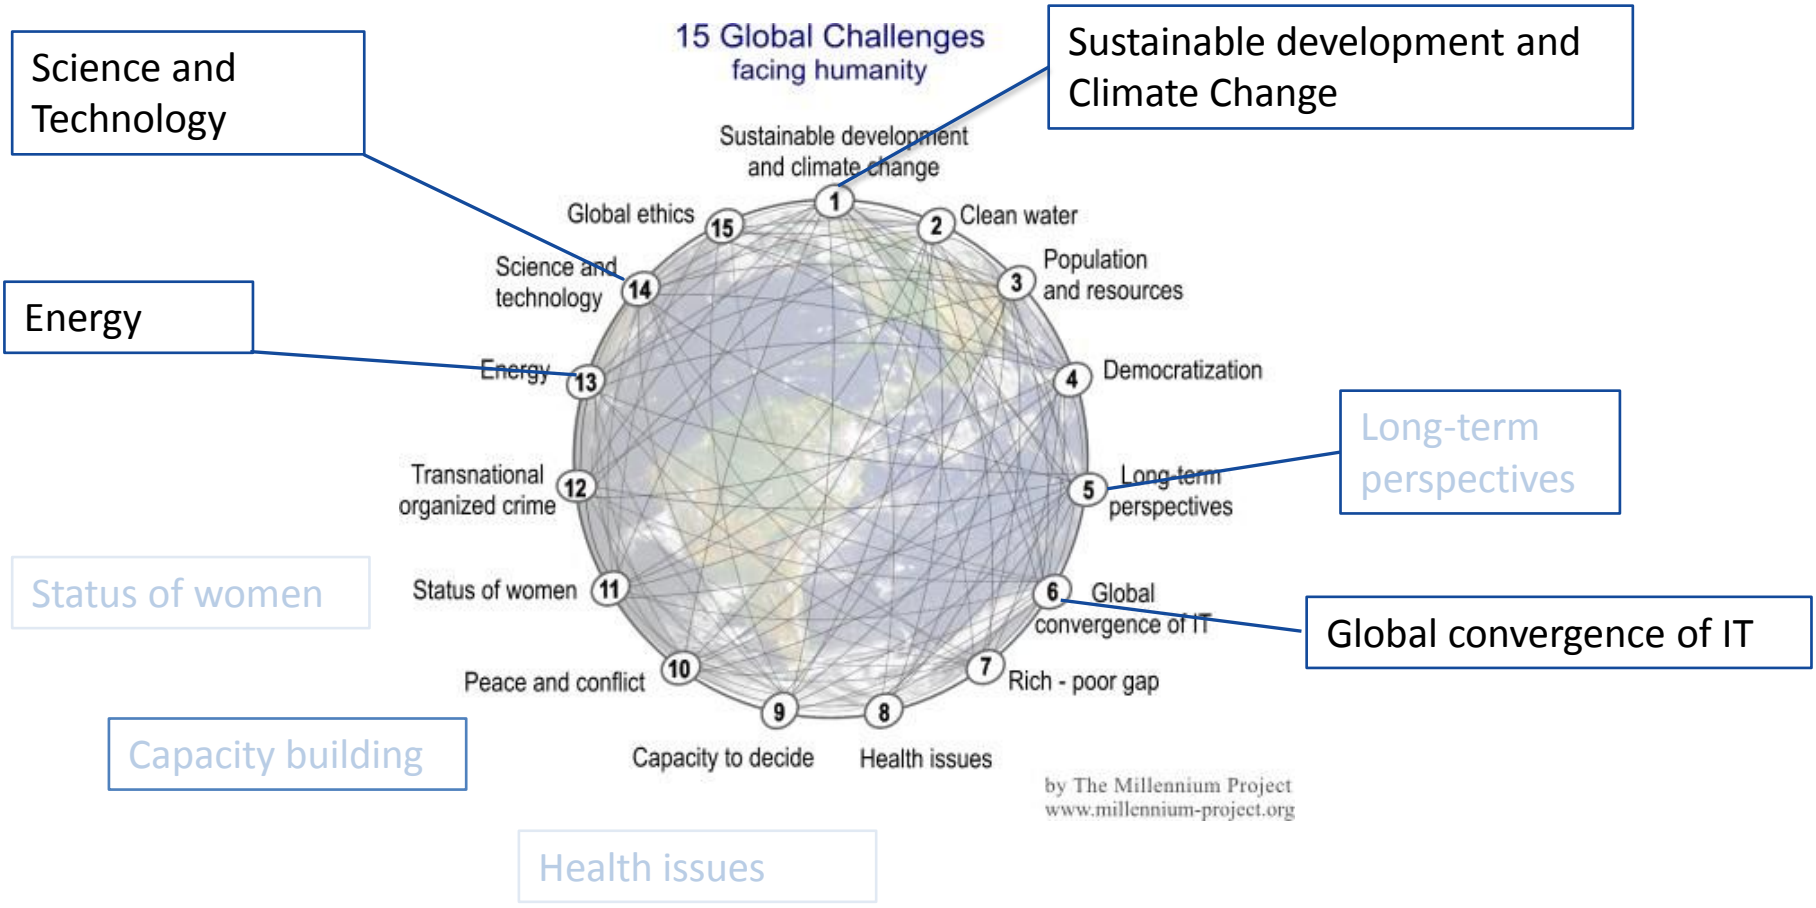 15 Global Challenges
facing humanity
Science and
Technology
Sustainable development and
Climate Change
Sustainable development
and climate change
1
Global ethics
15
2
Clean water
Science and
technology
14
Population
and resources
3
Energy
Energy
13
4
Democratization
Long-term
perspectives
Transnational
organized crime
12
5
Long-term
perspectives
Status of women
Status of women
11
6
Global
convergence of IT
Global convergence of IT
Peace and conflict
10
7
Rich - poor gap
9
8
Capacity building
Capacity to decide
Health issues
by The Millennium Project
www.millennium-project.org
Health issues